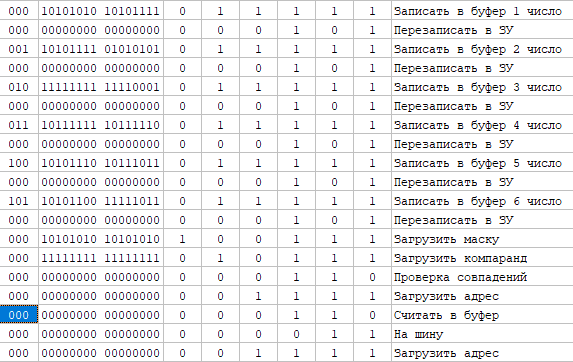 000 10101010 10101111 0 1 1 1 1 1 Записать в буфер 1 число
000 00000000 00000000 0 0 0 1 0 1 Перезаписать в ЗУ
001 10101111 01010101 0 1 1 1 1 1 Записать в буфер 2 число
000 00000000 00000000 0 0 0 1 0 1 Перезаписать в ЗУ
010 11111111 11110001 0 1 1 1 1 1 Записать в буфер 3 число
000 00000000 00000000 0 0 0 1 0 1 Перезаписать в ЗУ
011 10111111 10111110 0 1 1 1 1 1 Записать в буфер 4 число
000 00000000 00000000 0 0 0 1 0 1 Перезаписать в ЗУ
100 10101110 10111011 0 1 1 1 1 1 Записать в буфер 5 число
000 00000000 00000000 0 0 0 1 0 1 Перезаписать в ЗУ
101 10101100 11111011 0 1 1 1 1 1 Записать в буфер 6 число
000 00000000 00000000 0 0 0 1 0 1 Перезаписать в ЗУ
000 10101010 10101010 1 0 0 1 1 1 Загрузить маску
000 11111111 11111111 0 1 0 1 1 1 Загрузить компаранд
000 00000000 00000000 0 0 0 1 1 0 Проверка совпадений
000 00000000 00000000 0 0 1 1 1 1 Загрузить адрес
000 00000000 00000000 0 0 0 1 1 0 Считать в буфер
000 00000000 00000000 0 0 0 0 1 1 На шину
000 00000000 00000000 0 0 1 1 1 1 Загрузить адрес